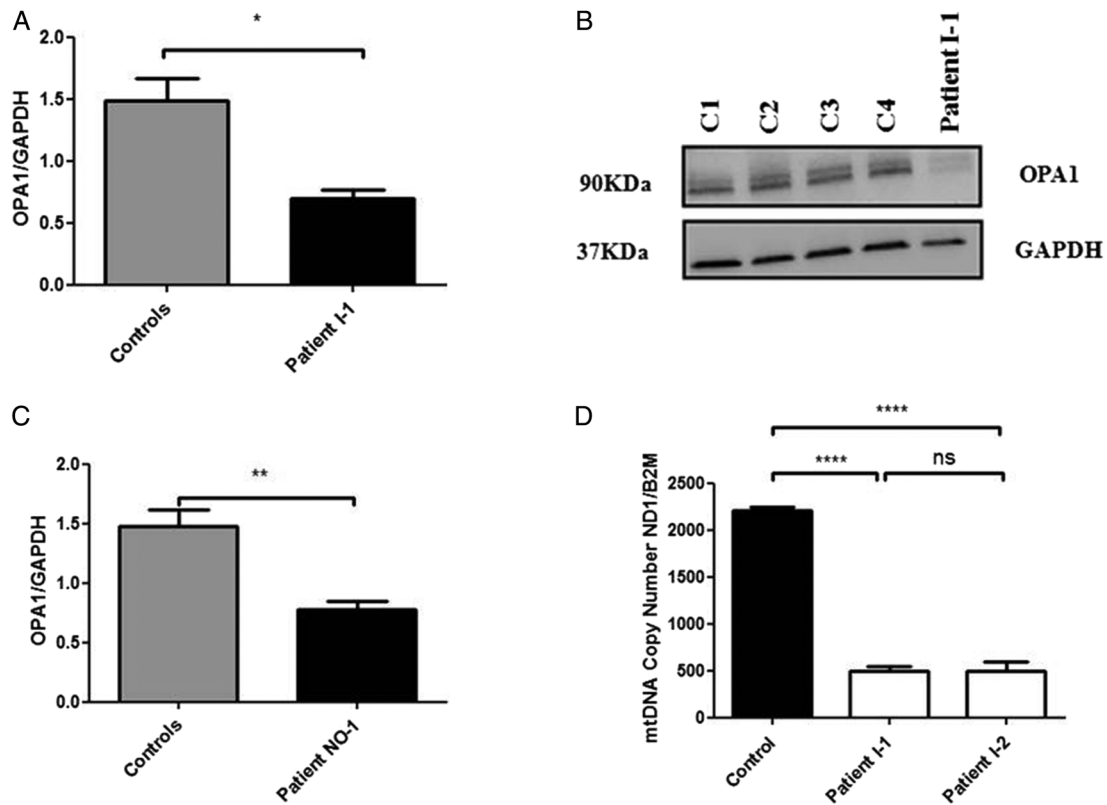 A
*
2.0
1.5
1.0
0.5
0.0
OPA1/GAPDH
Controls
Patient I-1
B
C1
C2
C3
C4
Patient I-1
90KDa
OPA1
37KDa
GAPDH
C
**
2.0
1.5
1.0
0.5
0.0
OPA1/GAPDH
Controls
Patient NO-1
D
****
****
ns
2500
2000
1500
1000
500
0
mtDNA Copy Number ND1/B2M
Control
Patient I-1
Patient I-2